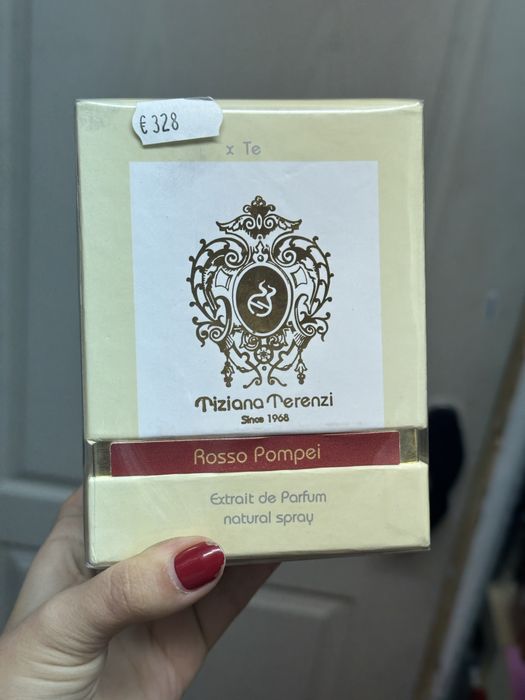 € 328
x Te
Tiziana Terenzi
Since 1968
Rosso Pompei
Extrait de Parfum
natural spray